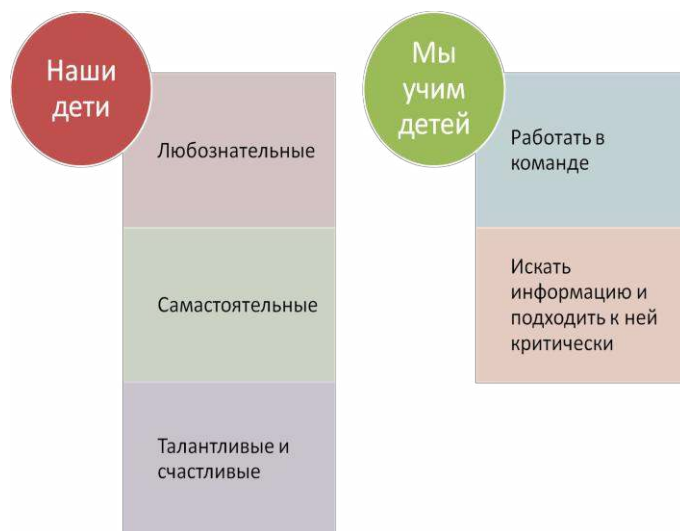 Наши
дети
Любознательные
Самастоятельные
Талантливые и
счастливые
Мы
учим
детей
Работать в
команде
Искать
информацию и
подходить к ней
критически